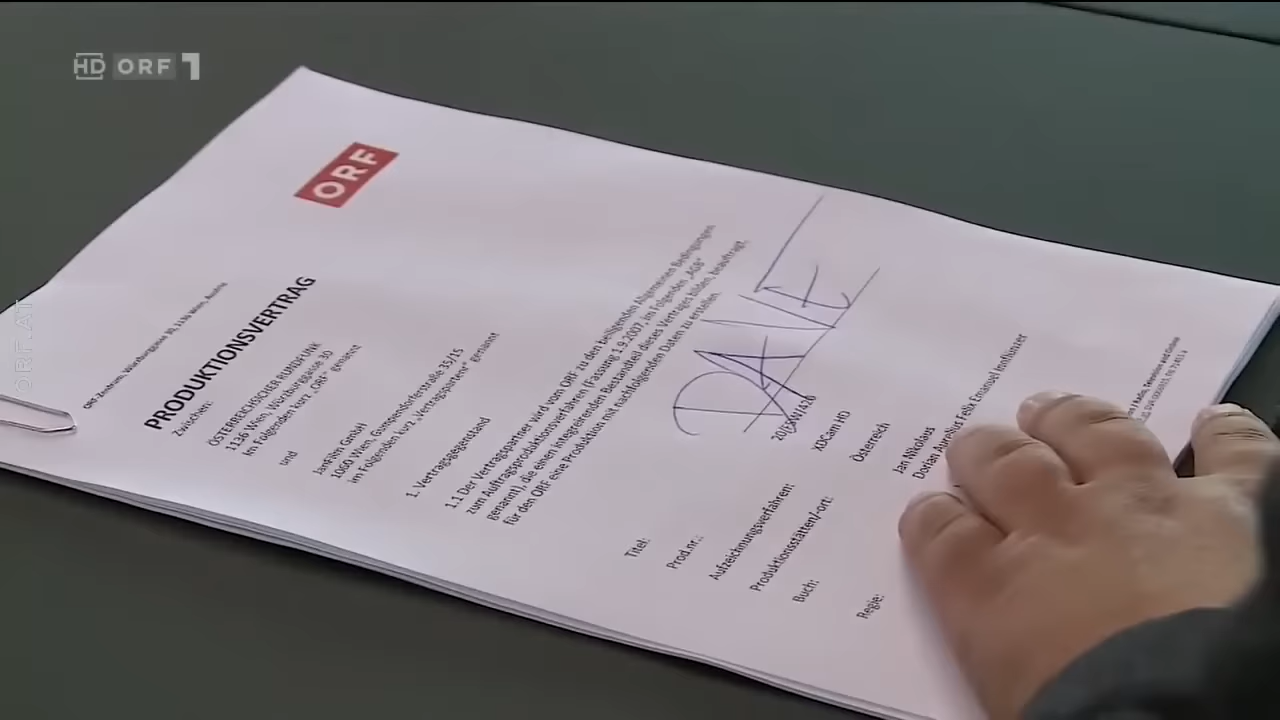 HD ORF 1
ORF.AT
ORF
ORF Zentrum, Würzburggasse 30, 1136 Wien, Austria
PRODUKTIONSVERTRAG
Zwischen:
ÖSTERREICHISCHER RUNDFUNK
1136 Wien, Würzburggasse 30
im Folgenden kurz „ORF“ genannt
und
GmbH
1060 Wien, Gumpendorferstraße 35/15
im Folgenden kurz „Vertragspartner“ genannt
1. Vertragsgegenstand
1.1 Der Vertragspartner wird vom ORF zu den beiliegenden Allgemeinen Bedingungen
zum Auftragsproduktionsverfahren (Fassung 1.9.2007, im Folgenden „AGB“
genannt), die einen integrierenden Bestandteil dieses Vertrages bilden, beauftragt,
für den ORF eine Produktion mit nachfolgenden Daten zu erstellen
Titel: DAVE
Prod.nr.:
Aufzeichnungsverfahren: XDCam HD
Produktionsstätten/-ort: Österreich
Buch: Jan Nikolaus
Dorian Aurelius Felix Emanuel Influenzer
Regie: